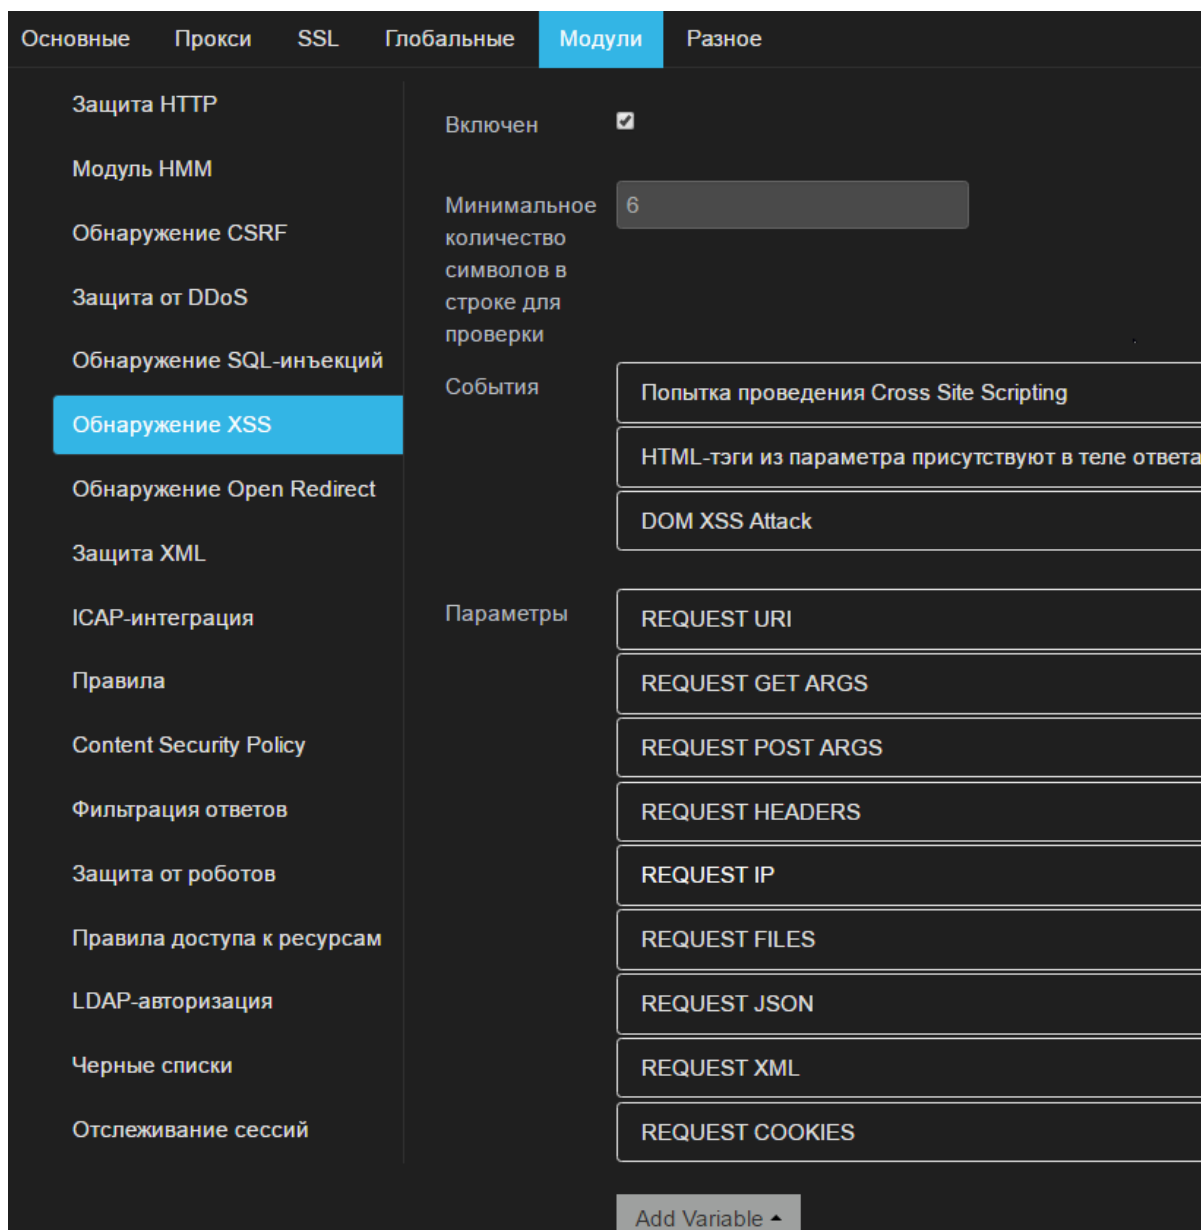 Основные Прокси SSL Глобальные Модули Разное
Защита HTTP
Модуль HMM
Обнаружение CSRF
Защита от DDoS
Обнаружение SQL-инъекций
Обнаружение XSS
Обнаружение Open Redirect
Защита XML
ICAP-интеграция
Правила
Content Security Policy
Фильтрация ответов
Защита от роботов
Правила доступа к ресурсам
LDAP-авторизация
Черные списки
Отслеживание сессий
Включен
Минимальное
количество
символов в
строке для
проверки
6
События
Попытка проведения Cross Site Scripting
HTML-тэги из параметра присутствуют в теле ответа
DOM XSS Attack
Параметры
REQUEST URI
REQUEST GET ARGS
REQUEST POST ARGS
REQUEST HEADERS
REQUEST IP
REQUEST FILES
REQUEST JSON
REQUEST XML
REQUEST COOKIES
Add Variable